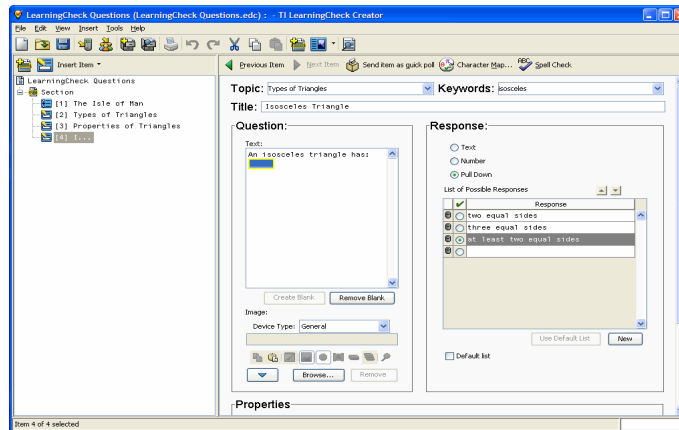 LearningCheck Questions (LearningCheck Questions.edc) : - TI LearningCheck Creator
File Edit View Insert Tools Help
Insert Item
Previous Item Next Item Send item as quick poll Character Map... ABC Spell Check
LearningCheck Questions
Section
[1] The Isle of Man
[2] Types of Triangles
[3] Properties of Triangles
[4] I...
Topic: Types of Triangles Keywords: isosceles
Title: Isosceles Triangle
Question:
Text:
An isosceles triangle has:
Create Blank Remove Blank
Image:
Device Type: General
Browse... Remove
Response:
Text
Number
Pull Down
List of Possible Responses
Response
two equal sides
three equal sides
at least two equal sides
Use Default List New
Default list
Properties
Item 4 of 4 selected